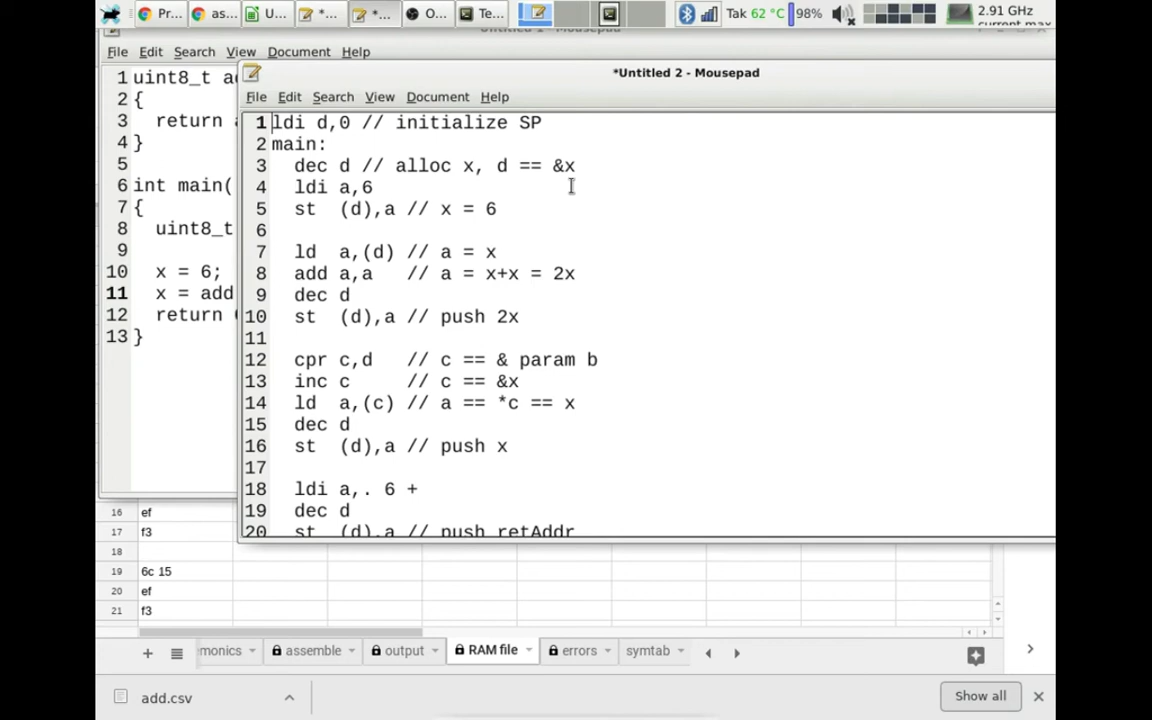 Pr...
as...
U...
*...
*...
O...
Te...
Tak 62 °C
98%
2.91 GHz
File Edit Search View Document Help
1 uint8_t
2 {
3 return
4 }
5
6 int main(
7 {
8 uint8_t
9
10 x = 6;
11 x = add
12 return
13 }
*Untitled 2 - Mousepad
File Edit Search View Document Help
1 ldi d,0 // initialize SP
2 main:
3 dec d // alloc x, d == &x
4 ldi a,6
5 st (d),a // x = 6
6
7 ld a,(d) // a = x
8 add a,a // a = x+x = 2x
9 dec d
10 st (d),a // push 2x
11
12 cpr c,d // c == & param b
13 inc c // c == &x
14 ld a,(c) // a == *c == x
15 dec d
16 st (d),a // push x
17
18 ldi a,. 6 +
19 dec d
20 st (d),a // push retAddr
16 ef
17 f3
18
19 6c 15
20 ef
21 f3
emonics
assemble
output
RAM file
errors
symtab
add.csv
Show all